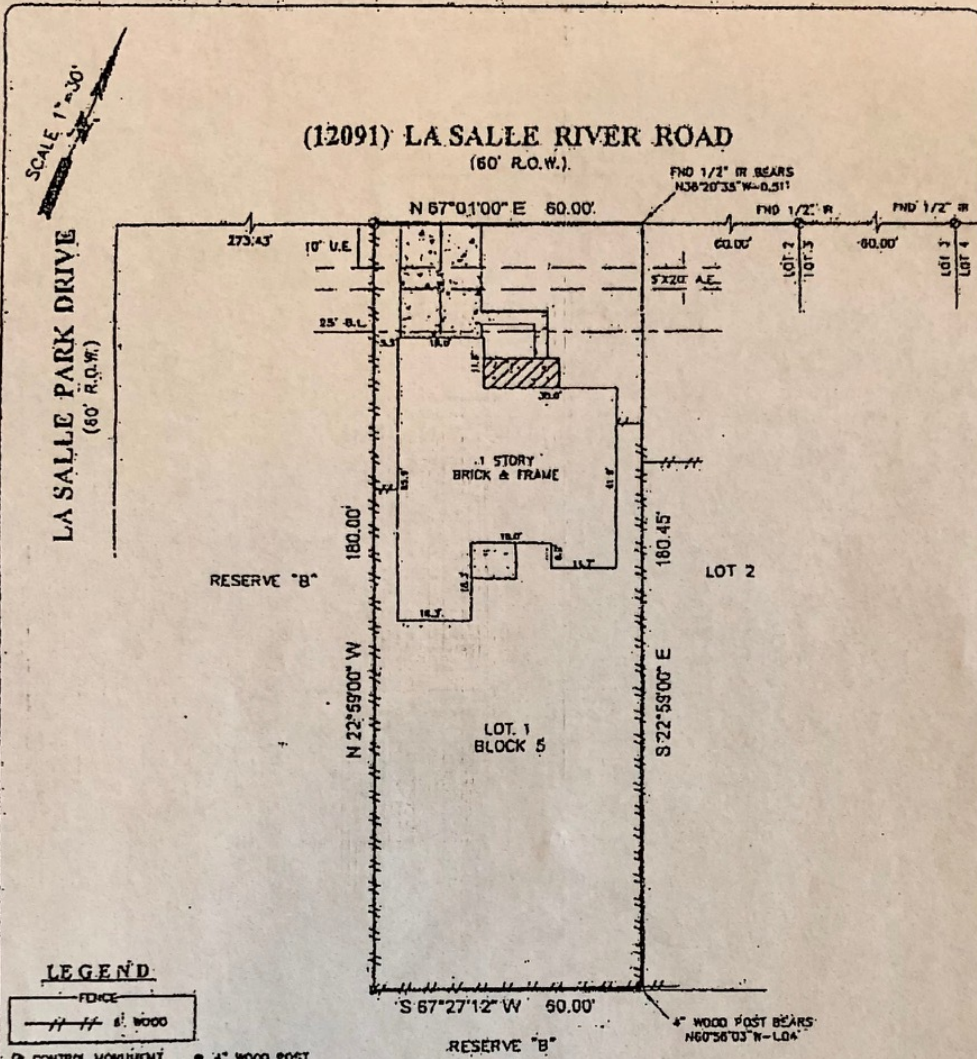 SCALE 1"=30'
(12091) LA SALLE RIVER ROAD
(60' R.O.W.)
FND 1/2" IR BEARS
N 67°01'00" E 60.00'
FND 1/2" IR
FND 1/2" IR
273.43'
10' U.E.
60.00'
60.00'
LOT 2
LOT 3
LOT 3
LOT 4
5'X20' A.E.
25' B.L.
LA SALLE PARK DRIVE
(60' R.O.W.)
1 STORY
BRICK & FRAME
N 22°59'00" W 180.00'
S 22°59'00" E 180.45'
RESERVE "B"
LOT 2
LOT 1
BLOCK 5
LEGEND
FENCE
6' WOOD
CONTROL MONUMENT
4" WOOD POST
S 67°27'12" W 60.00'
4" WOOD POST BEARS
N60°56'03"W-1.04'
RESERVE "B"